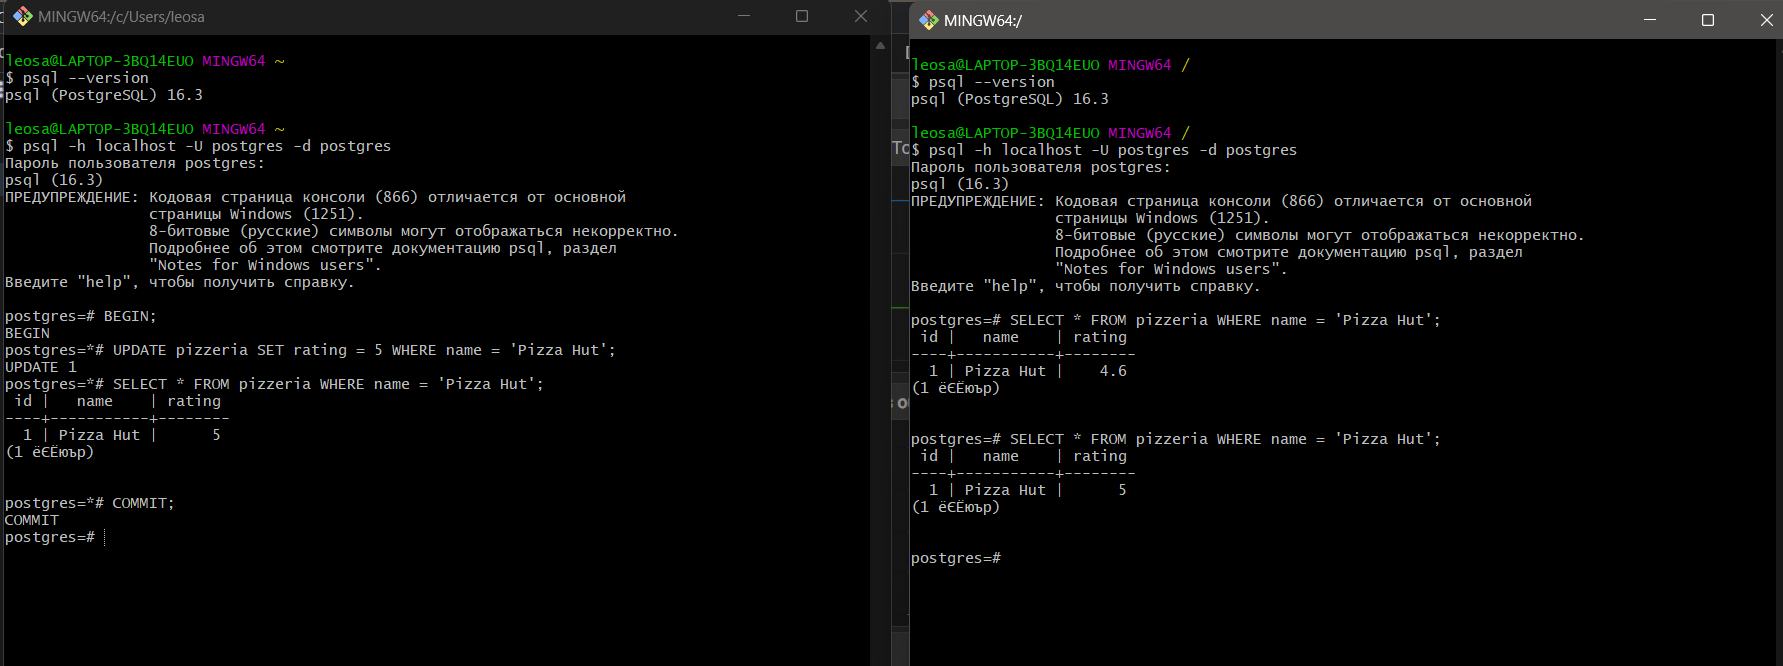 MINGW64:/c/Users/leosa
leosa@LAPTOP-3BQ14EUO MINGW64 ~
$ psql --version
psql (PostgreSQL) 16.3
leosa@LAPTOP-3BQ14EUO MINGW64 ~
$ psql -h localhost -U postgres -d postgres
Пароль пользователя postgres:
psql (16.3)
ПРЕДУПРЕЖДЕНИЕ: Кодовая страница консоли (866) отличается от основной
страницы Windows (1251).
8-битовые (русские) символы могут отображаться некорректно.
Подробнее об этом смотрите документацию psql, раздел
"Notes for Windows users".
Введите "help", чтобы получить справку.
postgres=# BEGIN;
BEGIN
postgres=*# UPDATE pizzeria SET rating = 5 WHERE name = 'Pizza Hut';
UPDATE 1
postgres=*# SELECT * FROM pizzeria WHERE name = 'Pizza Hut';
id | name | rating
----+-----------+--------
1 | Pizza Hut | 5
(1 ёЄЁюър)
postgres=*# COMMIT;
COMMIT
postgres=#
MINGW64:/
leosa@LAPTOP-3BQ14EUO MINGW64 /
$ psql --version
psql (PostgreSQL) 16.3
leosa@LAPTOP-3BQ14EUO MINGW64 /
$ psql -h localhost -U postgres -d postgres
Пароль пользователя postgres:
psql (16.3)
ПРЕДУПРЕЖДЕНИЕ: Кодовая страница консоли (866) отличается от основной
страницы Windows (1251).
8-битовые (русские) символы могут отображаться некорректно.
Подробнее об этом смотрите документацию psql, раздел
"Notes for Windows users".
Введите "help", чтобы получить справку.
postgres=# SELECT * FROM pizzeria WHERE name = 'Pizza Hut';
id | name | rating
----+-----------+--------
1 | Pizza Hut | 4.6
(1 ёЄЁюър)
postgres=# SELECT * FROM pizzeria WHERE name = 'Pizza Hut';
id | name | rating
----+-----------+--------
1 | Pizza Hut | 5
(1 ёЄЁюър)
postgres=#